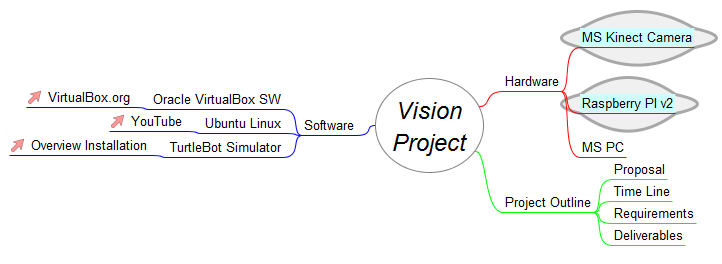 Vision
Project
Hardware
MS Kinect Camera
Raspberry PI v2
MS PC
Project Outline
Proposal
Time Line
Requirements
Deliverables
Software
Oracle VirtualBox SW
VirtualBox.org
Ubuntu Linux
YouTube
TurtleBot Simulator
Overview Installation